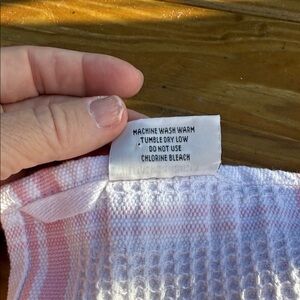 MACHINE WASH WARM
TUMBLE DRY LOW
DO NOT USE
CHLORINE BLEACH